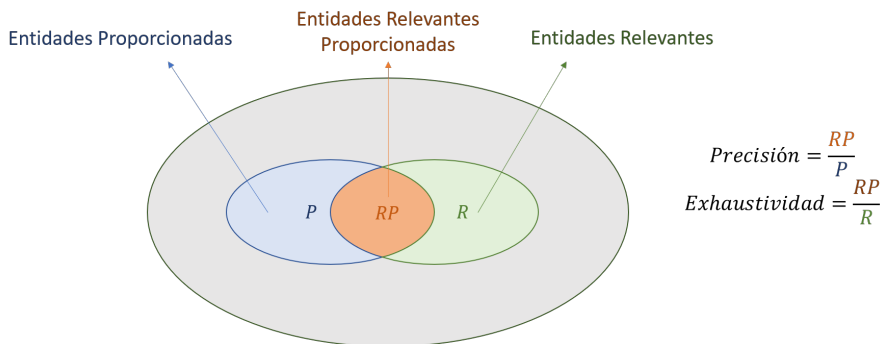 Entidades Proporcionadas
Entidades Relevantes
Proporcionadas
Entidades Relevantes
P
RP
R
Precisión = RP/P
Exhaustividad = RP/R